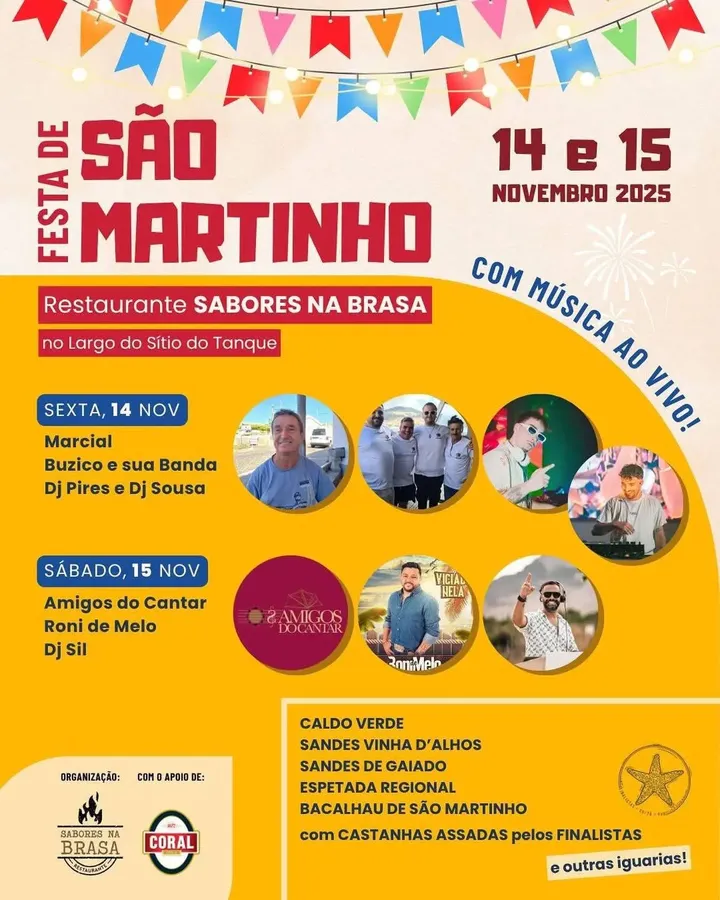 FESTA DE
SÃO
MARTINHO
14 e 15
NOVEMBRO 2025
COM MÚSICA AO VIVO!
Restaurante SABORES NA BRASA
no Largo do Sítio do Tanque
SEXTA, 14 NOV
Marcial
Buzico e sua Banda
Dj Pires e Dj Sousa
SÁBADO, 15 NOV
Amigos do Cantar
Roni de Melo
Dj Sil
OS AMIGOS
DO CANTAR
NELA
Roni Melo
CALDO VERDE
SANDES VINHA D'ALHOS
SANDES DE GAIADO
ESPETADA REGIONAL
BACALHAU DE SÃO MARTINHO
com CASTANHAS ASSADAS pelos FINALISTAS
e outras iguarias!
ORGANIZAÇÃO:
COM O APOIO DE:
SABORES NA
BRASA
RESTAURANTE
CORAL